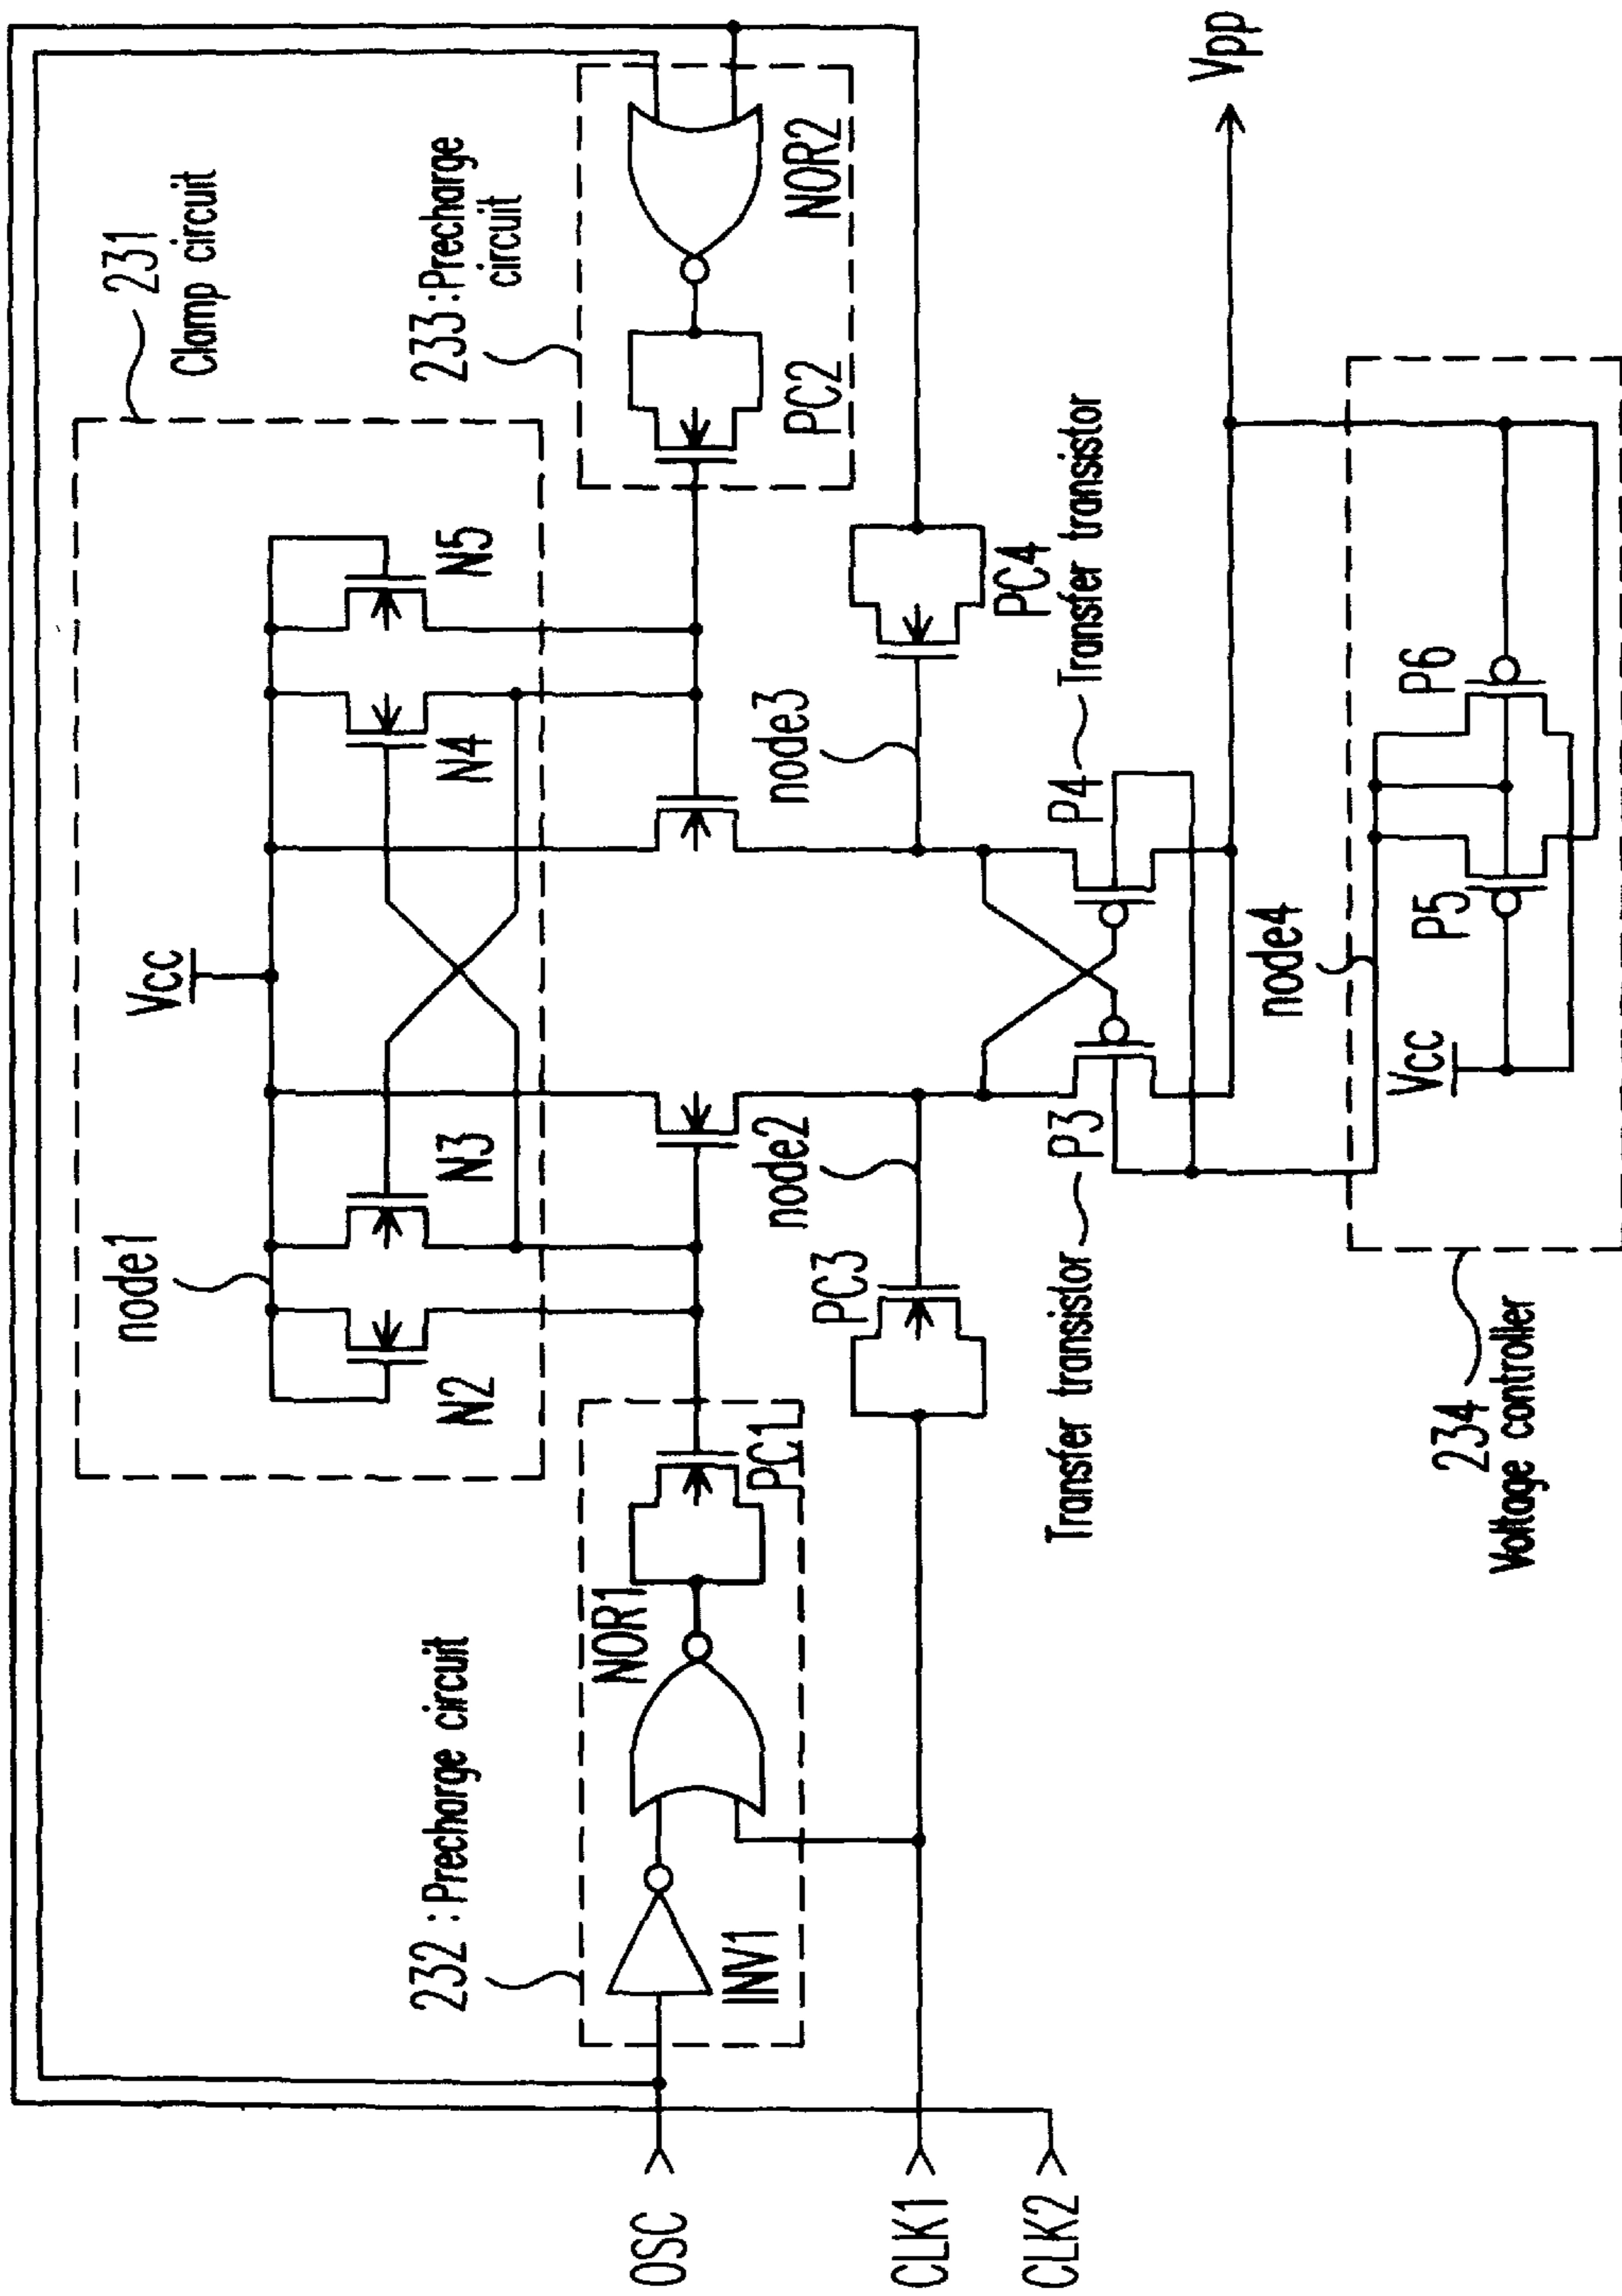 231
Clamp circuit
Vcc
node1
N2
N3
N4
N5
232 : Precharge circuit
233 : Precharge
circuit
NOR1
PC1
INV1
NOR2
PC2
OSC
CLK1
CLK2
node2
node3
PC3
PC4
Transfer transistor
P3
P4
Transfer transistor
Vpp
node4
Vcc
P5
P6
234
Voltage controller